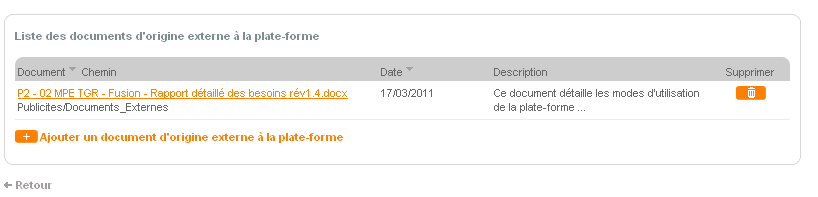 Liste des documents d'origine externe à la plate-forme
Document Chemin Date Description Supprimer
P2 - 02 MPE TGR - Fusion - Rapport détaillé des besoins rév1.4.docx 17/03/2011 Ce document détaille les modes d'utilisation
Publicites/Documents_Externes de la plate-forme ...
+ Ajouter un document d'origine externe à la plate-forme
Retour